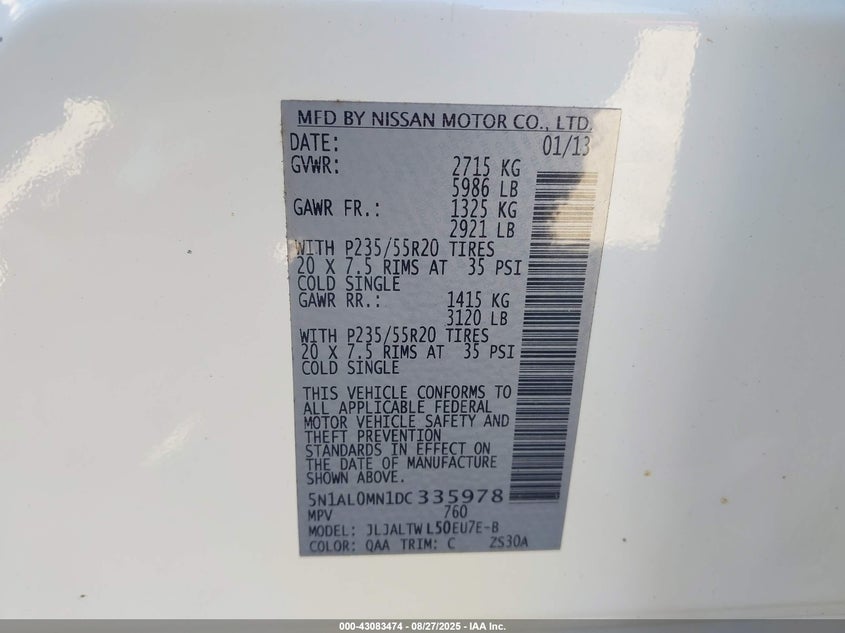 MFD BY NISSAN MOTOR CO., LTD.
DATE: 01/13
GVWR: 2715 KG
5986 LB
GAWR FR.: 1325 KG
2921 LB
WITH P235/55R20 TIRES
20 X 7.5 RIMS AT 35 PSI
COLD SINGLE
GAWR RR.: 1415 KG
3120 LB
WITH P235/55R20 TIRES
20 X 7.5 RIMS AT 35 PSI
COLD SINGLE
THIS VEHICLE CONFORMS TO
ALL APPLICABLE FEDERAL
MOTOR VEHICLE SAFETY AND
THEFT PREVENTION
STANDARDS IN EFFECT ON
THE DATE OF MANUFACTURE
SHOWN ABOVE.
5N1AL0MN1DC335978
MPV 760
MODEL: JLJALTWL50EU7E-B
COLOR: QAA TRIM: C ZS30A
000-43083474 - 08/27/2025 - IAA Inc.